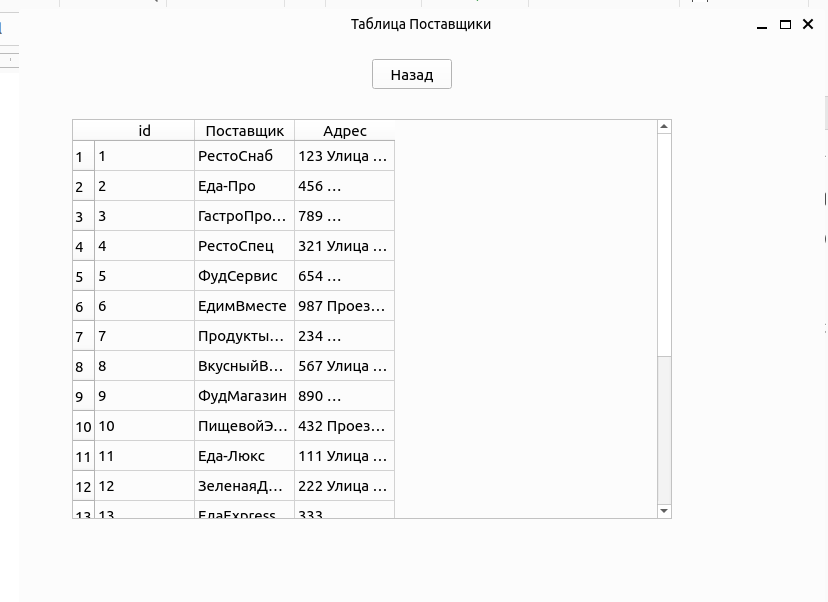 Таблица Поставщики
Назад
id Поставщик Адрес
1 1 РестоСнаб 123 Улица ...
2 2 Еда-Про 456 ...
3 3 ГастроПро... 789 ...
4 4 РестоСпец 321 Улица ...
5 5 ФудСервис 654 ...
6 6 ЕдимВместе 987 Проез...
7 7 Продукты... 234 ...
8 8 ВкусныйВ... 567 Улица ...
9 9 ФудМагазин 890 ...
10 10 ПищевойЭ... 432 Проез...
11 11 Еда-Люкс 111 Улица ...
12 12 ЗеленаяД... 222 Улица ...
13 13 ЕдаExpress 333